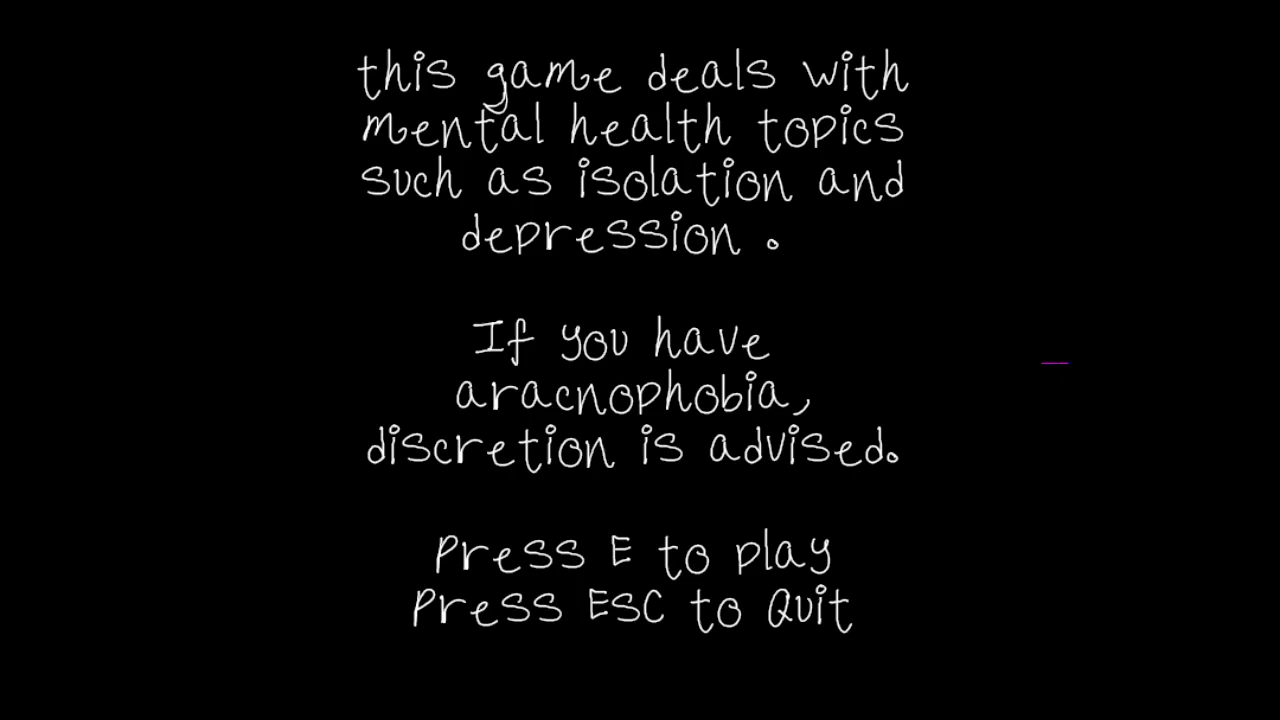 this game deals with
mental health topics
such as isolation and
depression .
If you have
aracnophobia,
discretion is advised.
Press E to play
Press ESC to Quit